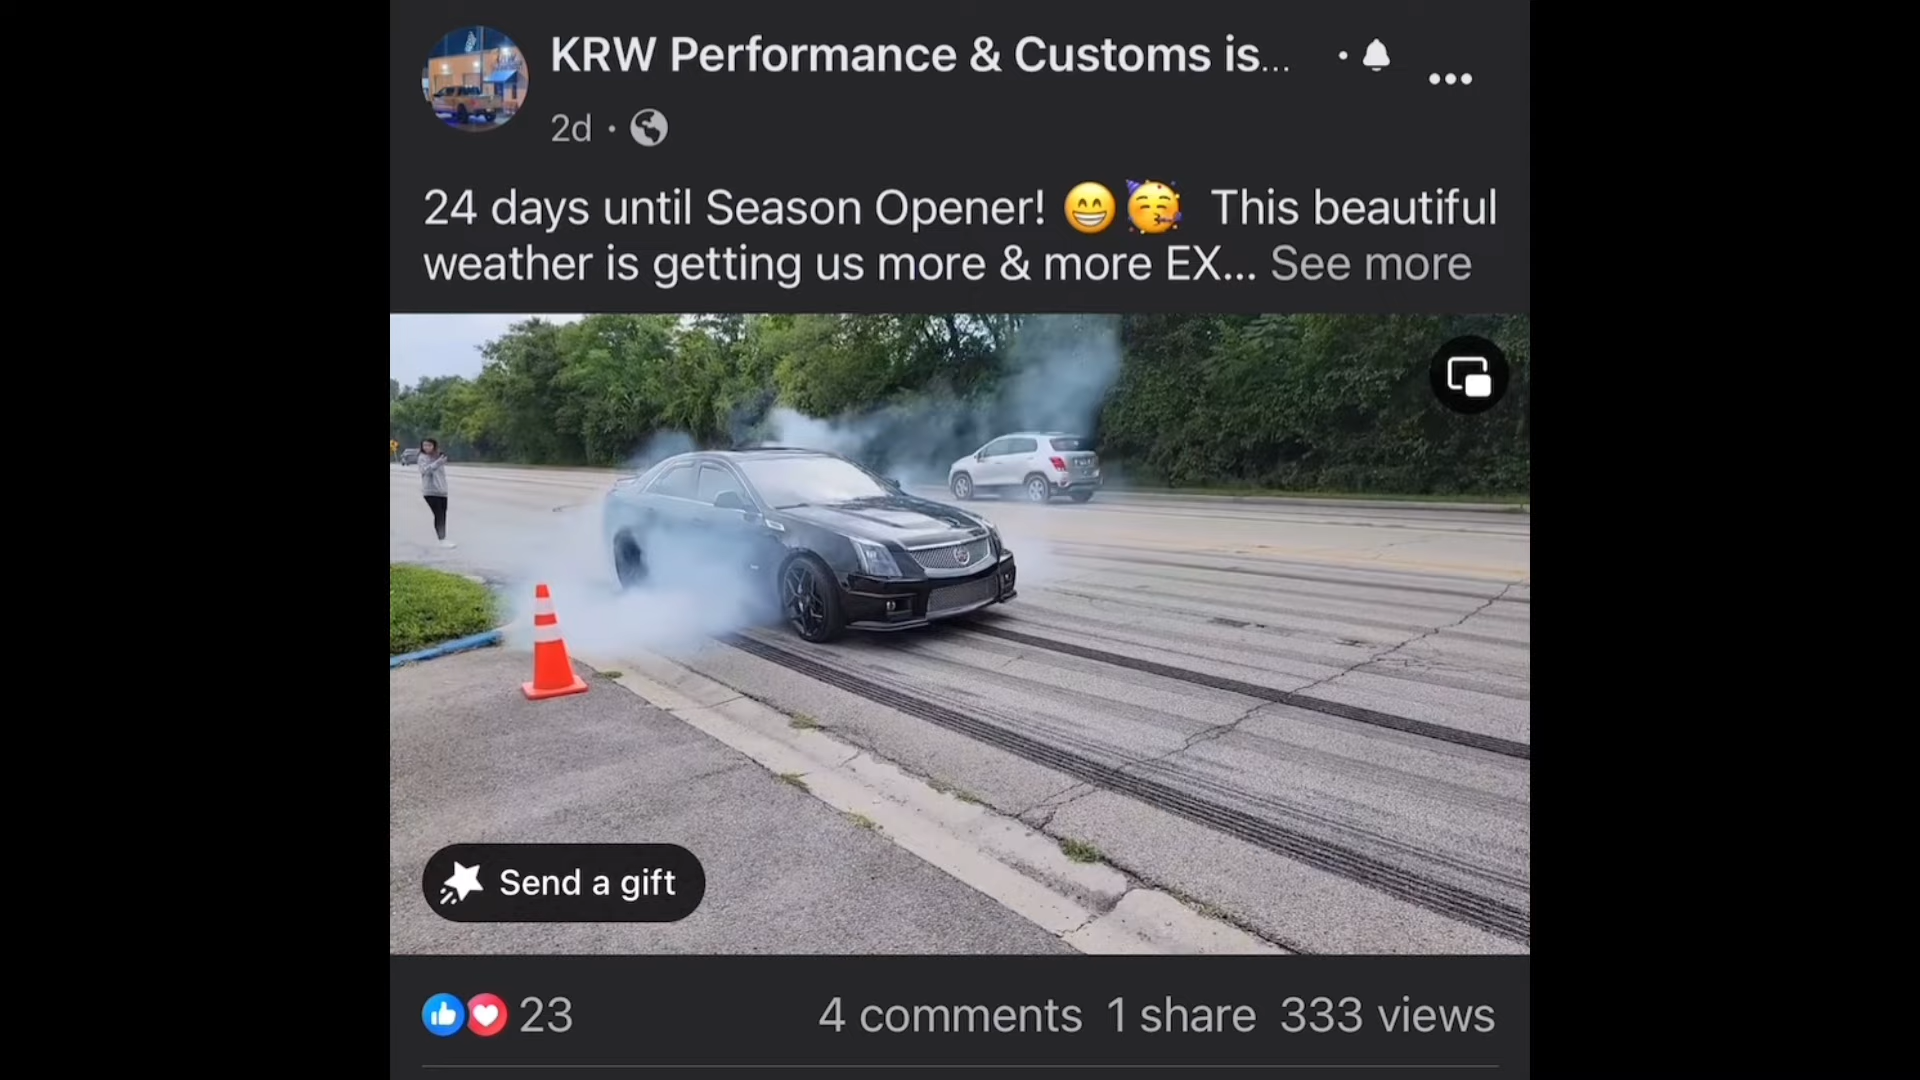 KRW Performance & Customs is...
2d
24 days until Season Opener! 😁🥳 This beautiful
weather is getting us more & more EX... See more
Send a gift
23
4 comments 1 share 333 views